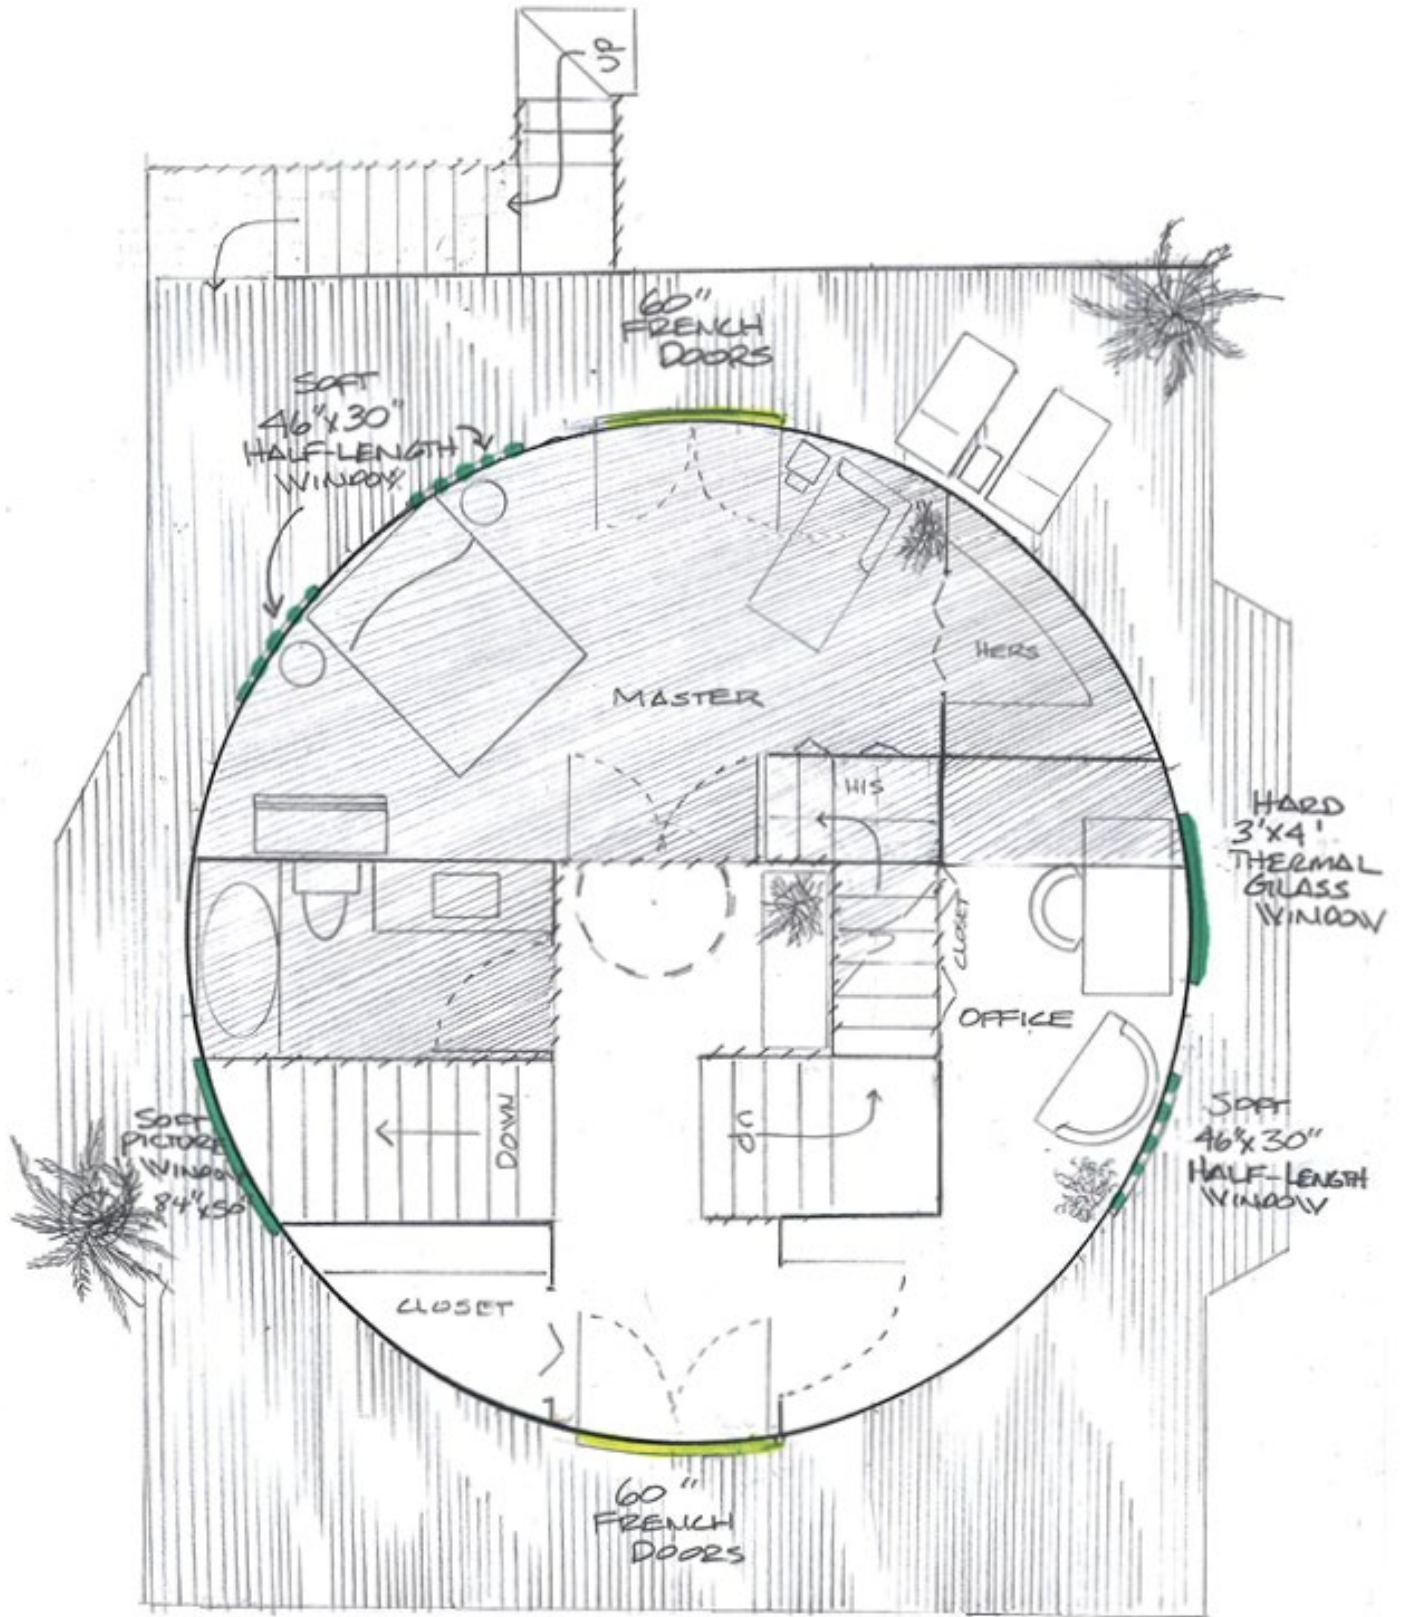 UP
60"
FRENCH
DOORS
SOFT
46"x30"
HALF-LENGTH
WINDOW
HERS
MASTER
HIS
HARD
3'x4'
THERMAL
GLASS
WINDOW
CLOSET
OFFICE
SOFT
PICTURE
WINDOW
84"x50"
DOWN
UP
SOFT
46"x30"
HALF-LENGTH
WINDOW
CLOSET
60"
FRENCH
DOORS